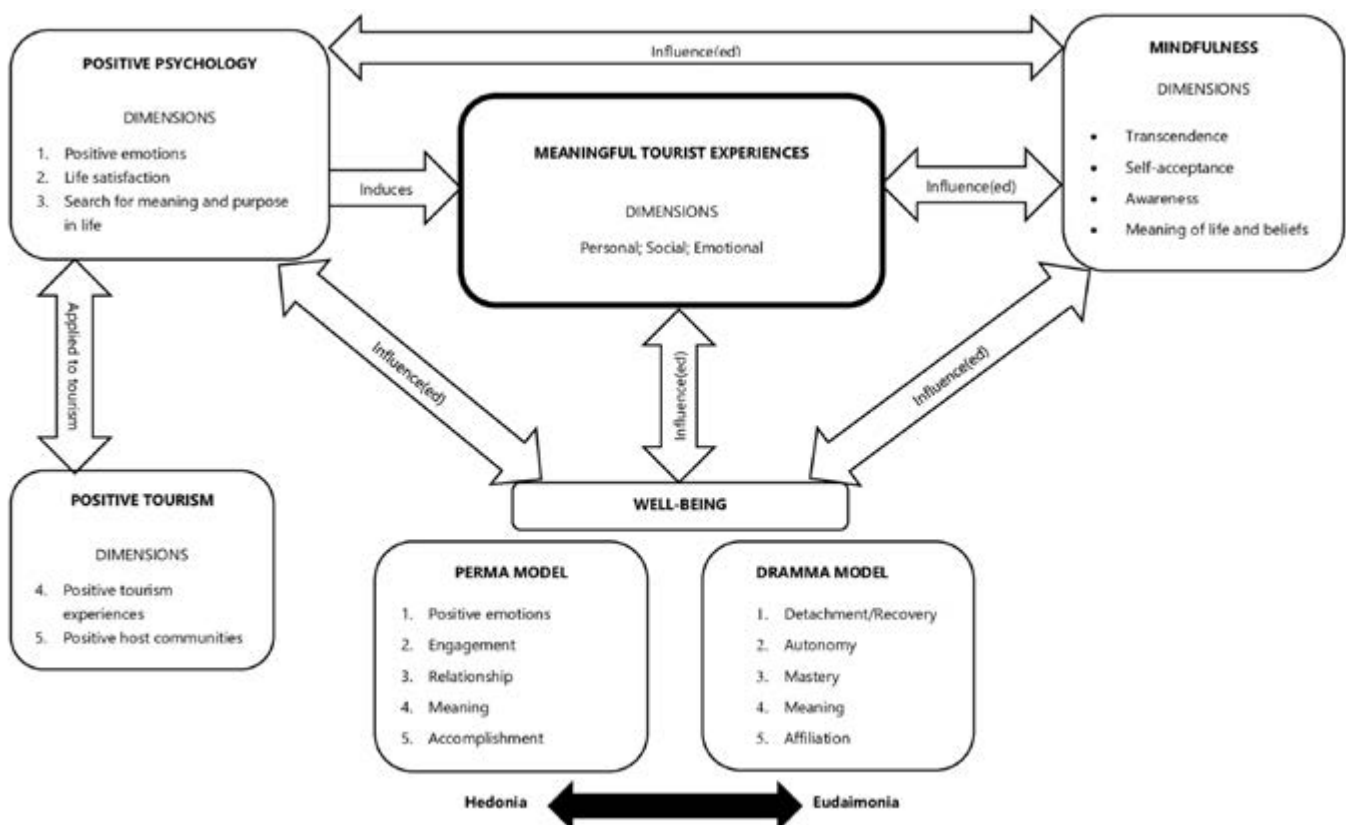 Influence(ed)
POSITIVE PSYCHOLOGY
DIMENSIONS
1. Positive emotions
2. Life satisfaction
3. Search for meaning and purpose
in life
Induces
MEANINGFUL TOURIST EXPERIENCES
DIMENSIONS
Personal; Social; Emotional
Influence(ed)
MINDFULNESS
DIMENSIONS
• Transcendence
• Self-acceptance
• Awareness
• Meaning of life and beliefs
Applied to tourism
Influence(ed)
Influence(ed)
Influence(ed)
POSITIVE TOURISM
DIMENSIONS
4. Positive tourism
experiences
5. Positive host communities
WELL-BEING
PERMA MODEL
1. Positive emotions
2. Engagement
3. Relationship
4. Meaning
5. Accomplishment
DRAMMA MODEL
1. Detachment/Recovery
2. Autonomy
3. Mastery
4. Meaning
5. Affiliation
Hedonia
Eudaimonia